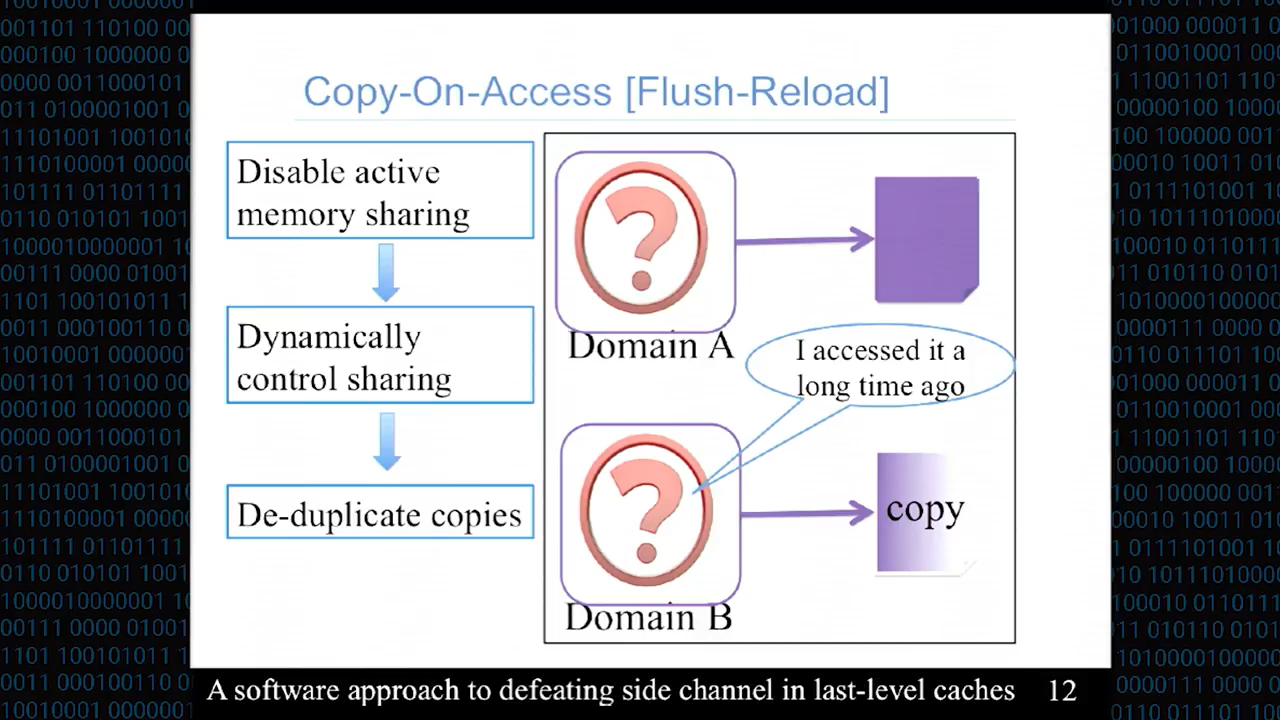 Copy-On-Access [Flush-Reload]
Disable active
memory sharing
Dynamically
control sharing
De-duplicate copies
Domain A
I accessed it a
long time ago
Domain B
copy
A software approach to defeating side channel in last-level caches 12